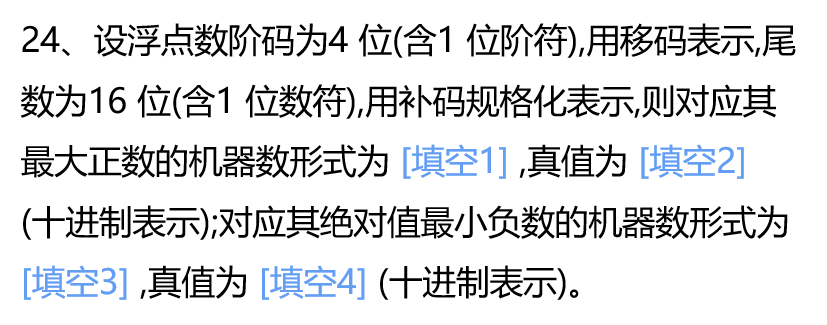 24、设浮点数阶码为4 位(含1 位阶符),用移码表示,尾
数为16 位(含1 位数符),用补码规格化表示,则对应其
最大正数的机器数形式为 [填空1] ,真值为 [填空2]
(十进制表示);对应其绝对值最小负数的机器数形式为
[填空3] ,真值为 [填空4] (十进制表示)。